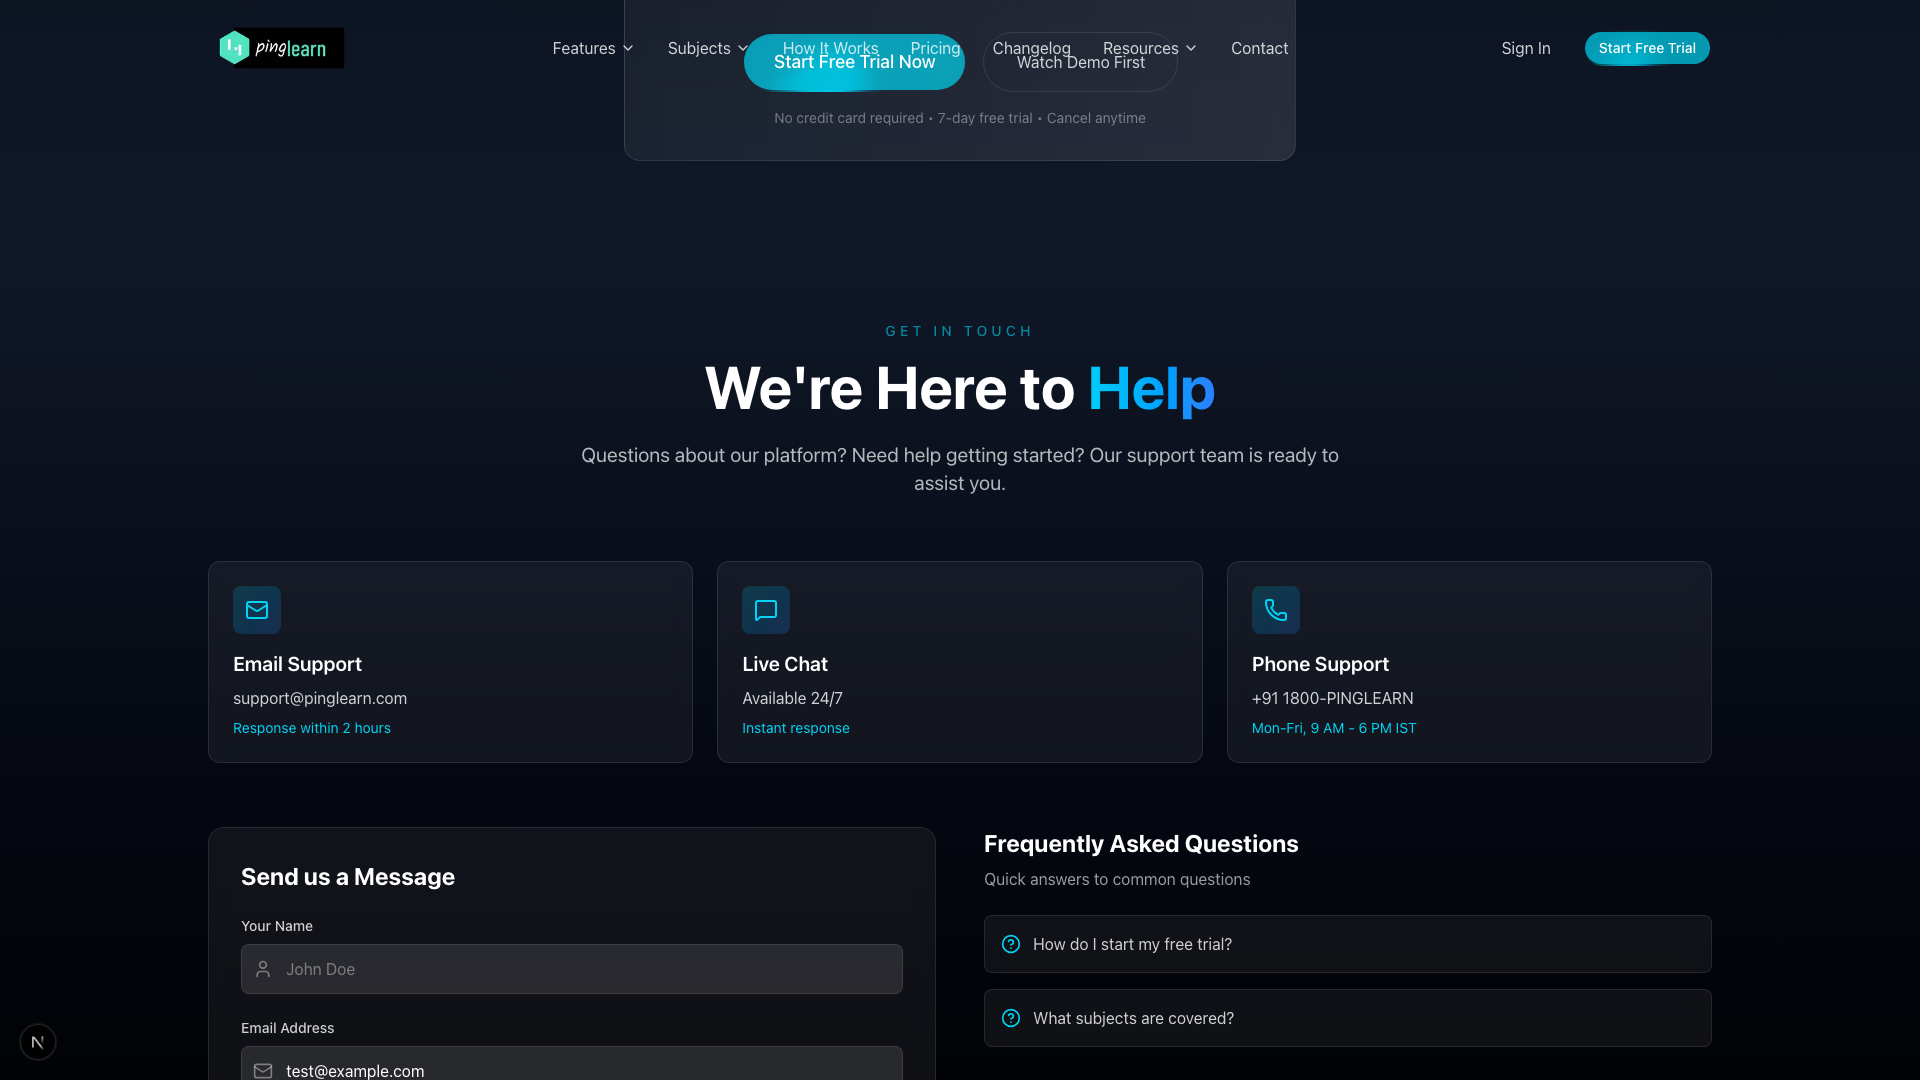 pinglearn
Features
Subjects
How It Works
Pricing
Changelog
Resources
Contact
Sign In
Start Free Trial
Start Free Trial Now
Watch Demo First
No credit card required • 7-day free trial • Cancel anytime
GET IN TOUCH
We're Here to Help
Questions about our platform? Need help getting started? Our support team is ready to
assist you.
Email Support
support@pinglearn.com
Response within 2 hours
Live Chat
Available 24/7
Instant response
Phone Support
+91 1800-PINGLEARN
Mon-Fri, 9 AM - 6 PM IST
Send us a Message
Your Name
John Doe
Email Address
test@example.com
Frequently Asked Questions
Quick answers to common questions
How do I start my free trial?
What subjects are covered?
N